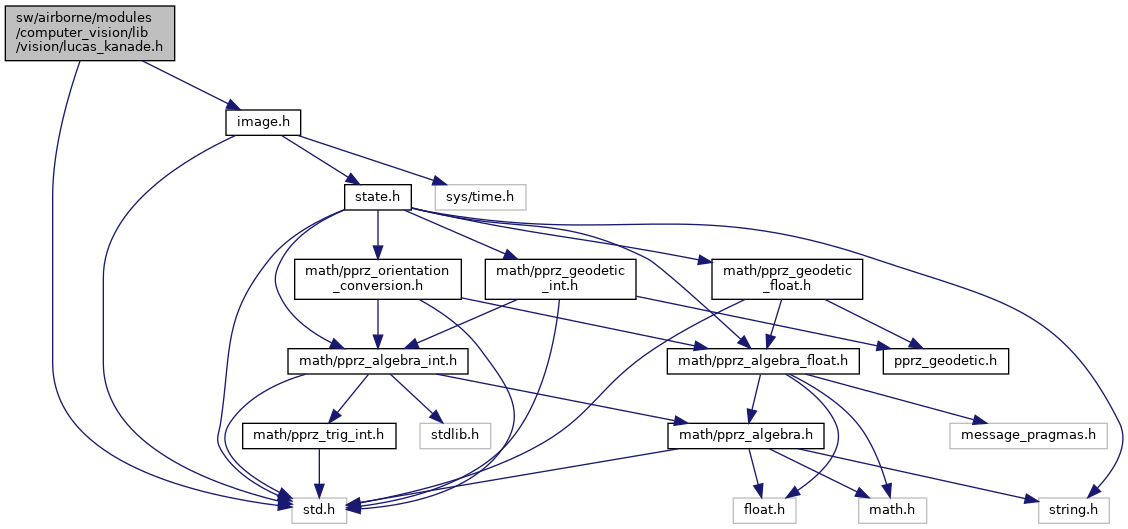 sw/airborne/modules
/computer_vision/lib
/vision/lucas_kanade.h
image.h
state.h
sys/time.h
math/pprz_orientation
_conversion.h
math/pprz_geodetic
_int.h
math/pprz_geodetic
_float.h
math/pprz_algebra_int.h
math/pprz_algebra_float.h
pprz_geodetic.h
math/pprz_trig_int.h
stdlib.h
math/pprz_algebra.h
message_pragmas.h
std.h
float.h
math.h
string.h